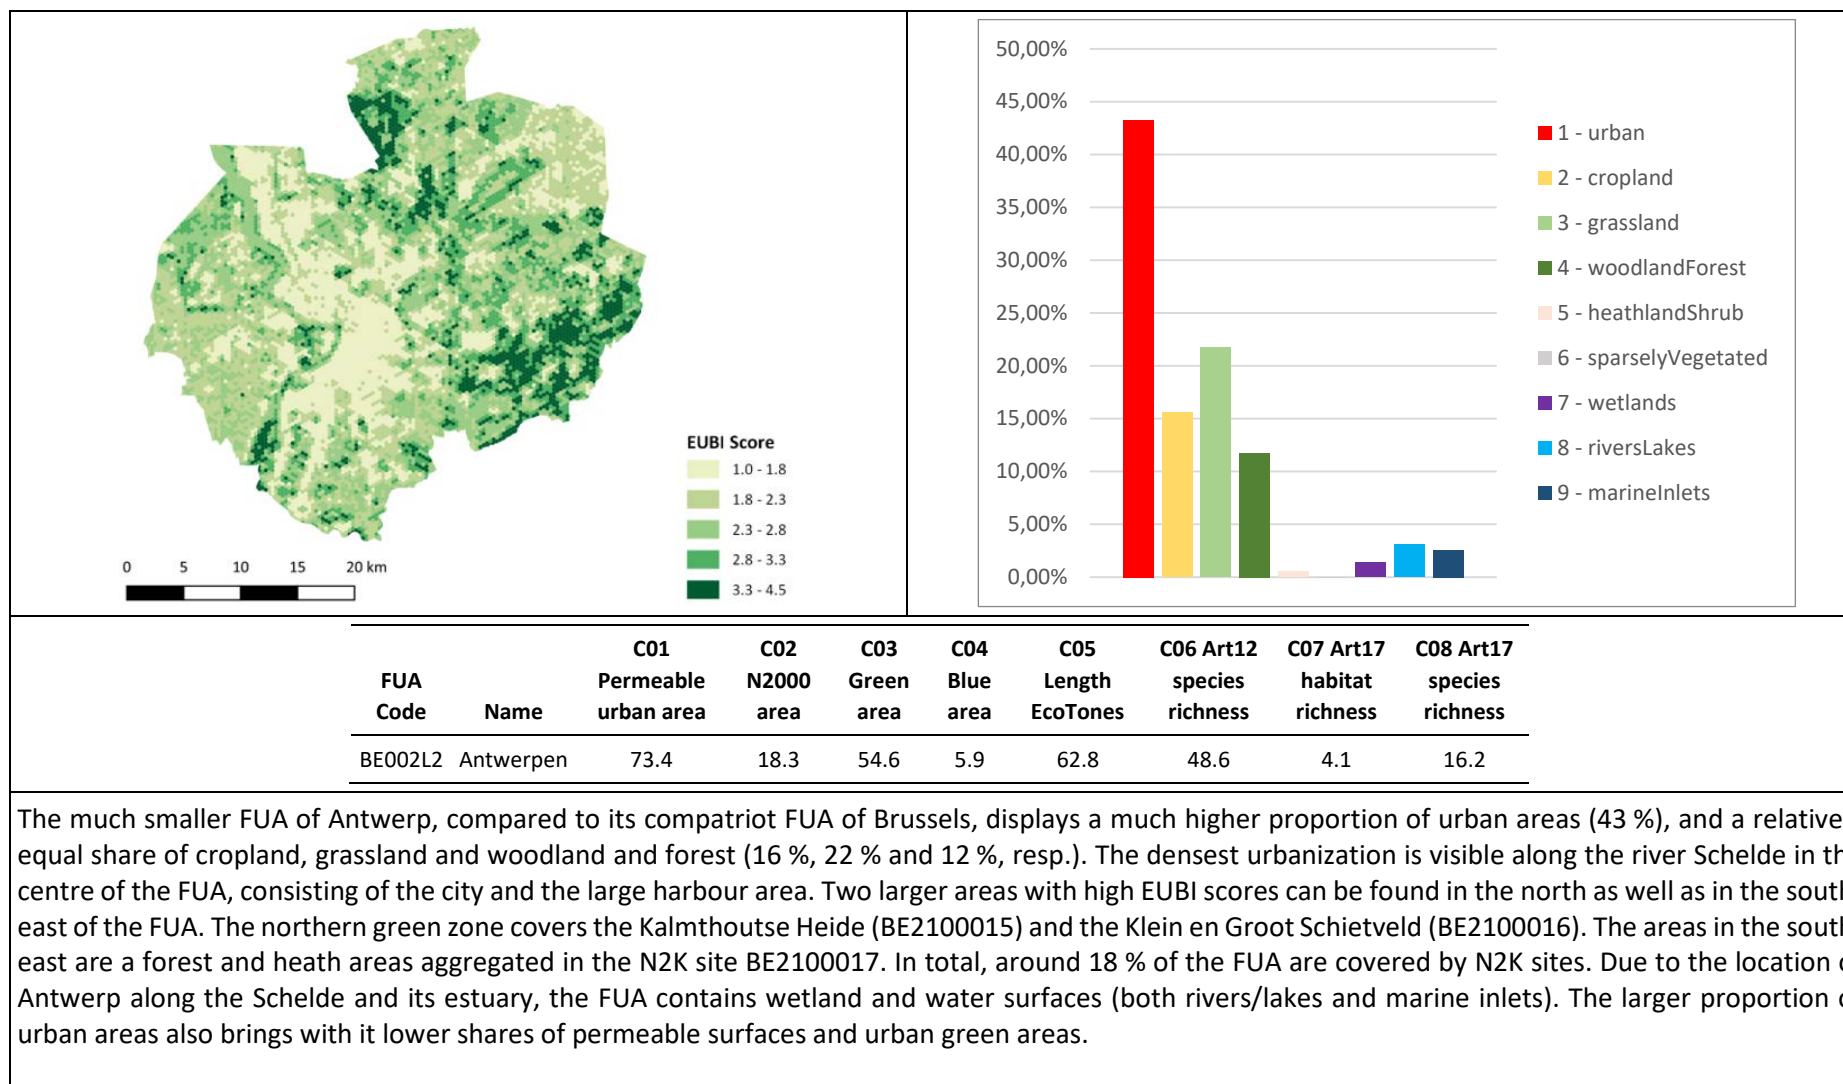 EUBI Score
1.0 - 1.8
1.8 - 2.3
2.3 - 2.8
2.8 - 3.3
3.3 - 4.5
0 5 10 15 20 km
50,00%
45,00%
40,00%
35,00%
30,00%
25,00%
20,00%
15,00%
10,00%
5,00%
0,00%
1 - urban
2 - cropland
3 - grassland
4 - woodlandForest
5 - heathlandShrub
6 - sparselyVegetated
7 - wetlands
8 - riversLakes
9 - marineInlets
C01 C02 C03 C04 C05 C06 Art12 C07 Art17 C08 Art17
FUA Permeable N2000 Green Blue Length species habitat species
Code Name urban area area area area EcoTones richness richness richness
BE002L2 Antwerpen 73.4 18.3 54.6 5.9 62.8 48.6 4.1 16.2
The much smaller FUA of Antwerp, compared to its compatriot FUA of Brussels, displays a much higher proportion of urban areas (43 %), and a relative
equal share of cropland, grassland and woodland and forest (16 %, 22 % and 12 %, resp.). The densest urbanization is visible along the river Schelde in th
centre of the FUA, consisting of the city and the large harbour area. Two larger areas with high EUBI scores can be found in the north as well as in the south
east of the FUA. The northern green zone covers the Kalmthoutse Heide (BE2100015) and the Klein en Groot Schietveld (BE2100016). The areas in the south
east are a forest and heath areas aggregated in the N2K site BE2100017. In total, around 18 % of the FUA are covered by N2K sites. Due to the location
Antwerp along the Schelde and its estuary, the FUA contains wetland and water surfaces (both rivers/lakes and marine inlets). The larger proportion
urban areas also brings with it lower shares of permeable surfaces and urban green areas.